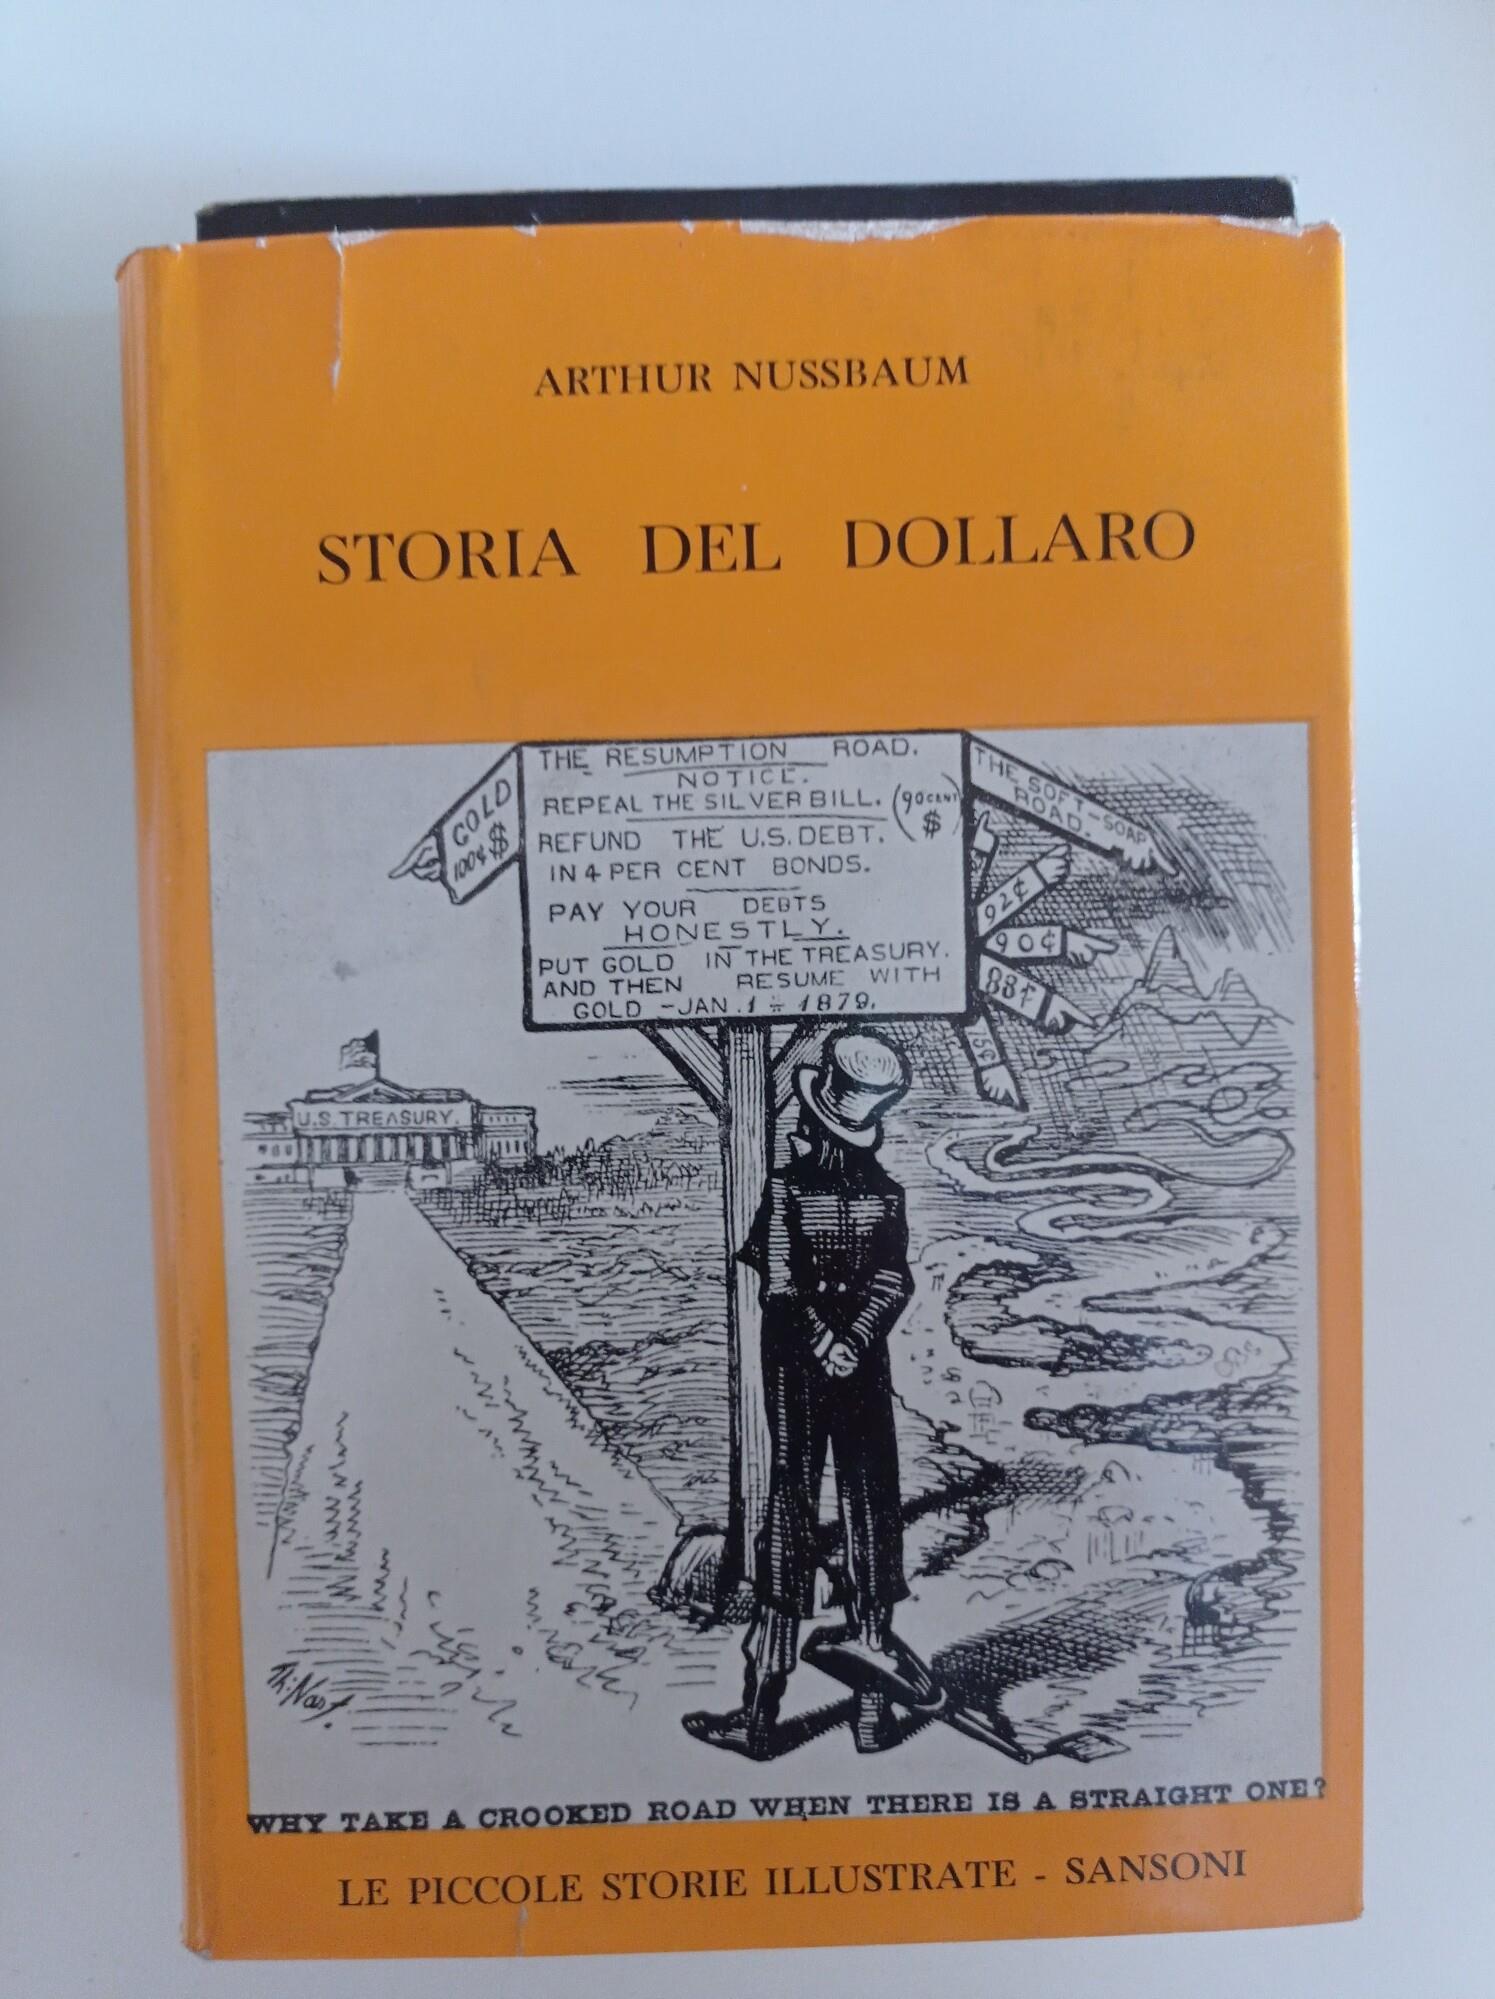 ARTHUR NUSSBAUM
STORIA DEL DOLLARO
THE RESUMPTION ROAD.
NOTICE.
REPEAL THE SILVER BILL. (90 CENT $)
REFUND THE U.S. DEBT.
IN 4 PER CENT BONDS.
PAY YOUR DEBTS
HONESTLY.
PUT GOLD IN THE TREASURY.
AND THEN RESUME WITH
GOLD - JAN. 1 - 1879.
GOLD
100¢ $
THE SOFT-SOAP
ROAD.
92¢
90¢
88¢
U.S. TREASURY.
Th: Nast.
WHY TAKE A CROOKED ROAD WHEN THERE IS A STRAIGHT ONE?
LE PICCOLE STORIE ILLUSTRATE - SANSONI